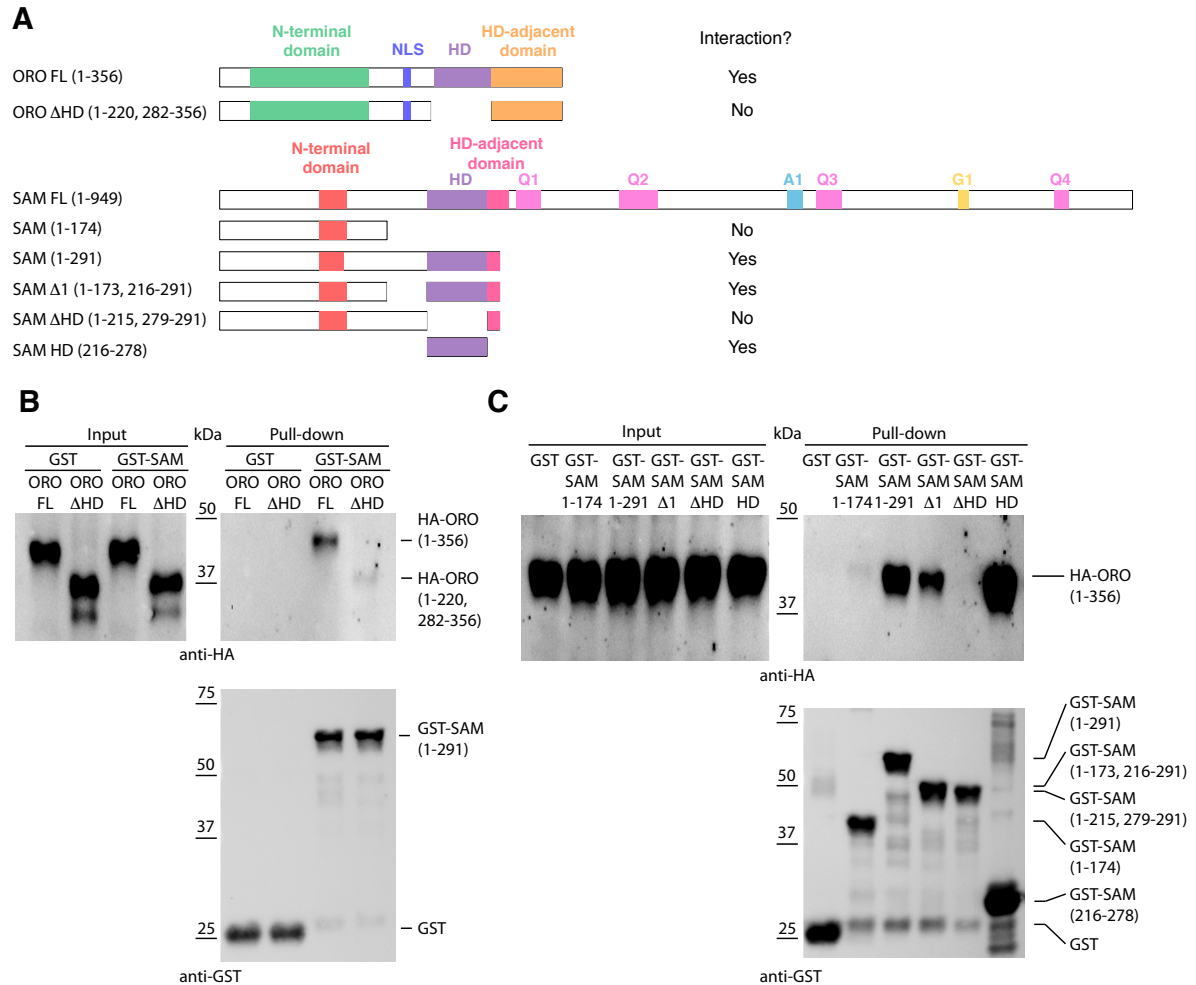 A
N-terminal
domain
NLS
HD
HD-adjacent
domain
Interaction?
ORO FL (1-356)
Yes
ORO ΔHD (1-220, 282-356)
No
N-terminal
domain
HD-adjacent
domain
HD
Q1
Q2
A1
Q3
G1
Q4
SAM FL (1-949)
SAM (1-174)
No
SAM (1-291)
Yes
SAM Δ1 (1-173, 216-291)
Yes
SAM ΔHD (1-215, 279-291)
No
SAM HD (216-278)
Yes
B
Input
kDa
Pull-down
GST
GST-SAM
GST
GST-SAM
ORO ORO ORO ORO
FL ΔHD FL ΔHD
ORO ORO ORO ORO
FL ΔHD FL ΔHD
50
37
HA-ORO
(1-356)
HA-ORO
(1-220,
282-356)
anti-HA
75
50
37
25
GST-SAM
(1-291)
GST
anti-GST
C
Input
kDa
Pull-down
GST GST- GST- GST- GST- GST-
SAM SAM SAM SAM SAM
1-174 1-291 Δ1 ΔHD HD
GST GST- GST- GST- GST- GST-
SAM SAM SAM SAM SAM
1-174 1-291 Δ1 ΔHD HD
50
37
HA-ORO
(1-356)
anti-HA
75
50
37
25
GST-SAM
(1-291)
GST-SAM
(1-173, 216-291)
GST-SAM
(1-215, 279-291)
GST-SAM
(1-174)
GST-SAM
(216-278)
GST
anti-GST